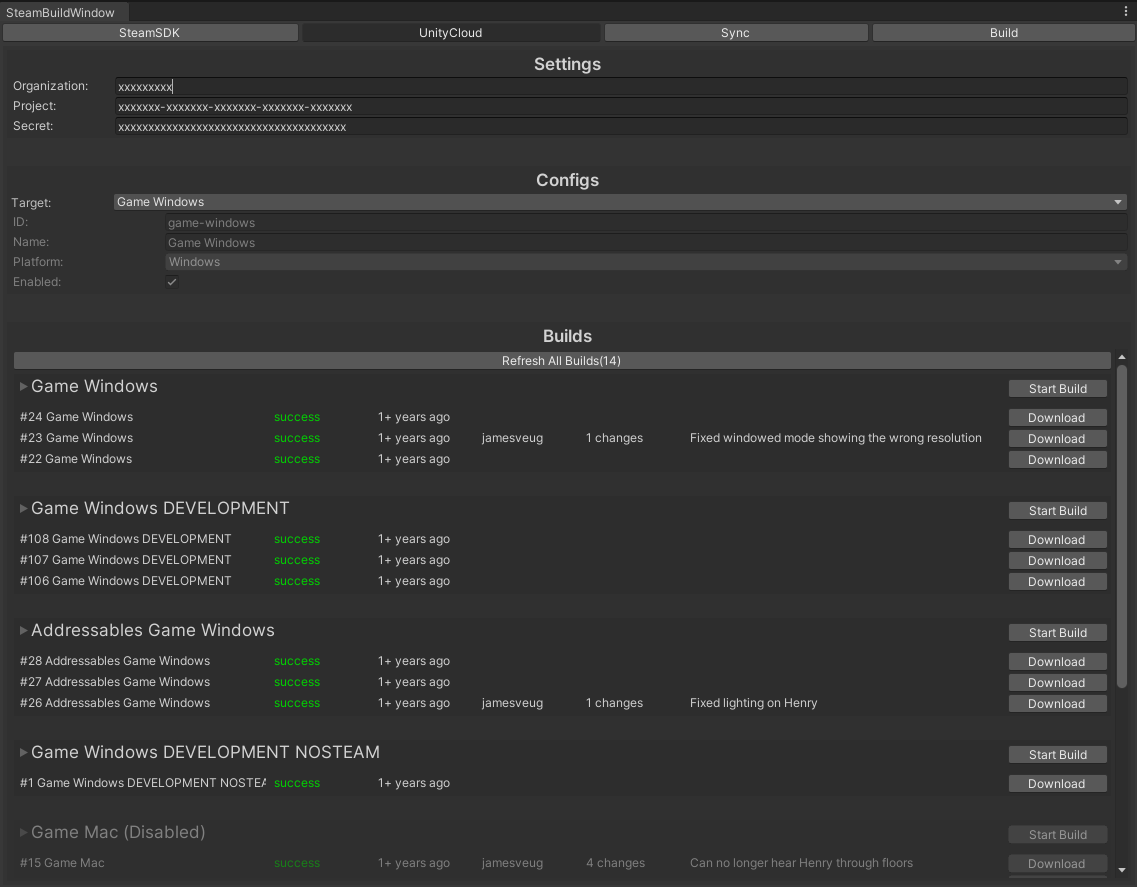 SteamBuildWindow
SteamSDK UnityCloud Sync Build
Settings
Organization: xxxxxxxxx
Project: xxxxxxx-xxxxxxx-xxxxxxx-xxxxxxx-xxxxxxx
Secret: xxxxxxxxxxxxxxxxxxxxxxxxxxxxxxxxxxxxxx
Configs
Target: Game Windows
ID: game-windows
Name: Game Windows
Platform: Windows
Enabled:
Builds
Refresh All Builds(14)
Game Windows Start Build
#24 Game Windows success 1+ years ago Download
#23 Game Windows success 1+ years ago jamesveug 1 changes Fixed windowed mode showing the wrong resolution Download
#22 Game Windows success 1+ years ago Download
Game Windows DEVELOPMENT Start Build
#108 Game Windows DEVELOPMENT success 1+ years ago Download
#107 Game Windows DEVELOPMENT success 1+ years ago Download
#106 Game Windows DEVELOPMENT success 1+ years ago Download
Addressables Game Windows Start Build
#28 Addressables Game Windows success 1+ years ago Download
#27 Addressables Game Windows success 1+ years ago Download
#26 Addressables Game Windows success 1+ years ago jamesveug 1 changes Fixed lighting on Henry Download
Game Windows DEVELOPMENT NOSTEAM Start Build
#1 Game Windows DEVELOPMENT NOSTEA success 1+ years ago Download
Game Mac (Disabled) Start Build
#15 Game Mac success 1+ years ago jamesveug 4 changes Can no longer hear Henry through floors Download